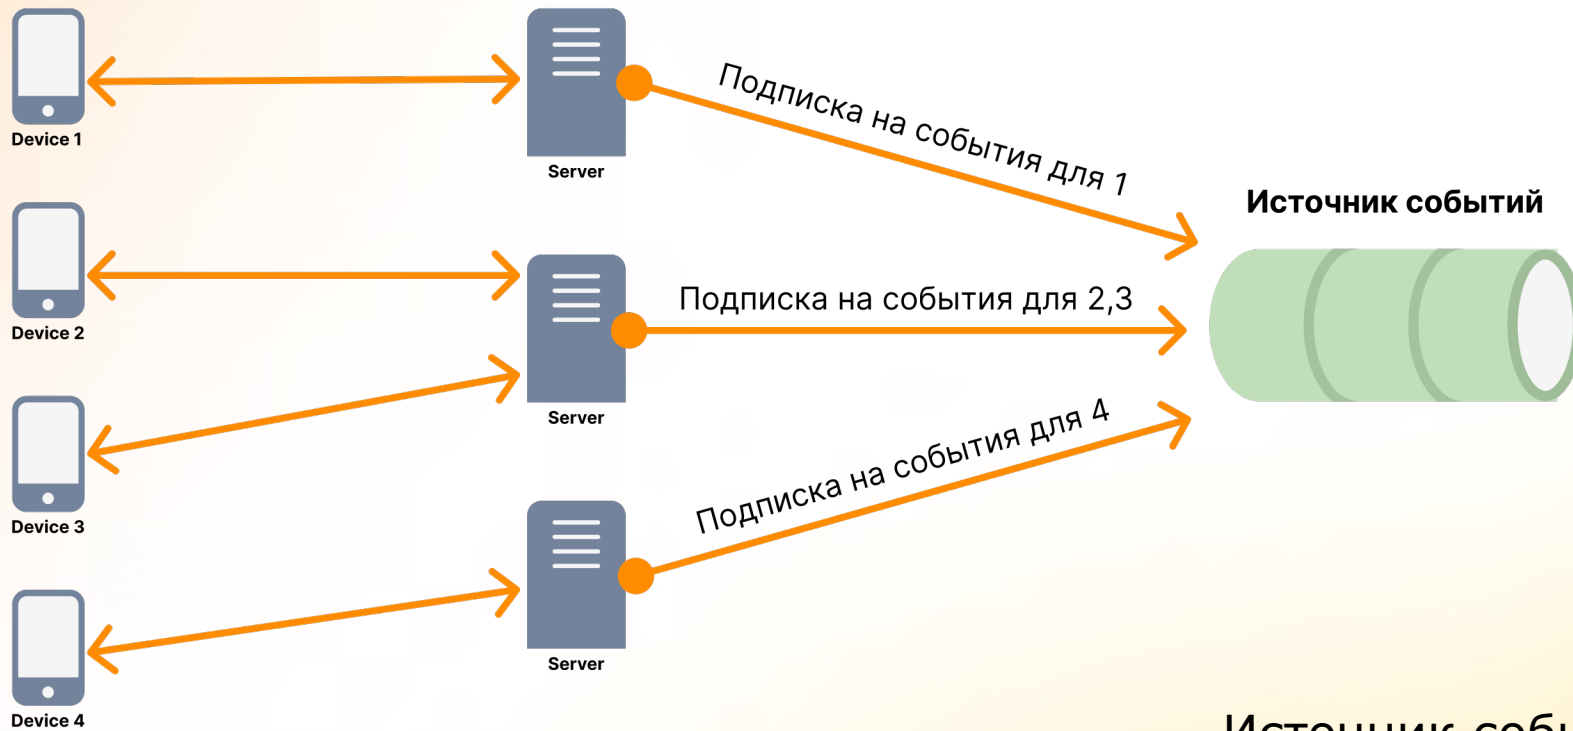 Device 1
Server
Подписка на события для 1
Источник событий
Device 2
Подписка на события для 2,3
Server
Device 3
Подписка на события для 4
Server
Device 4
Источник